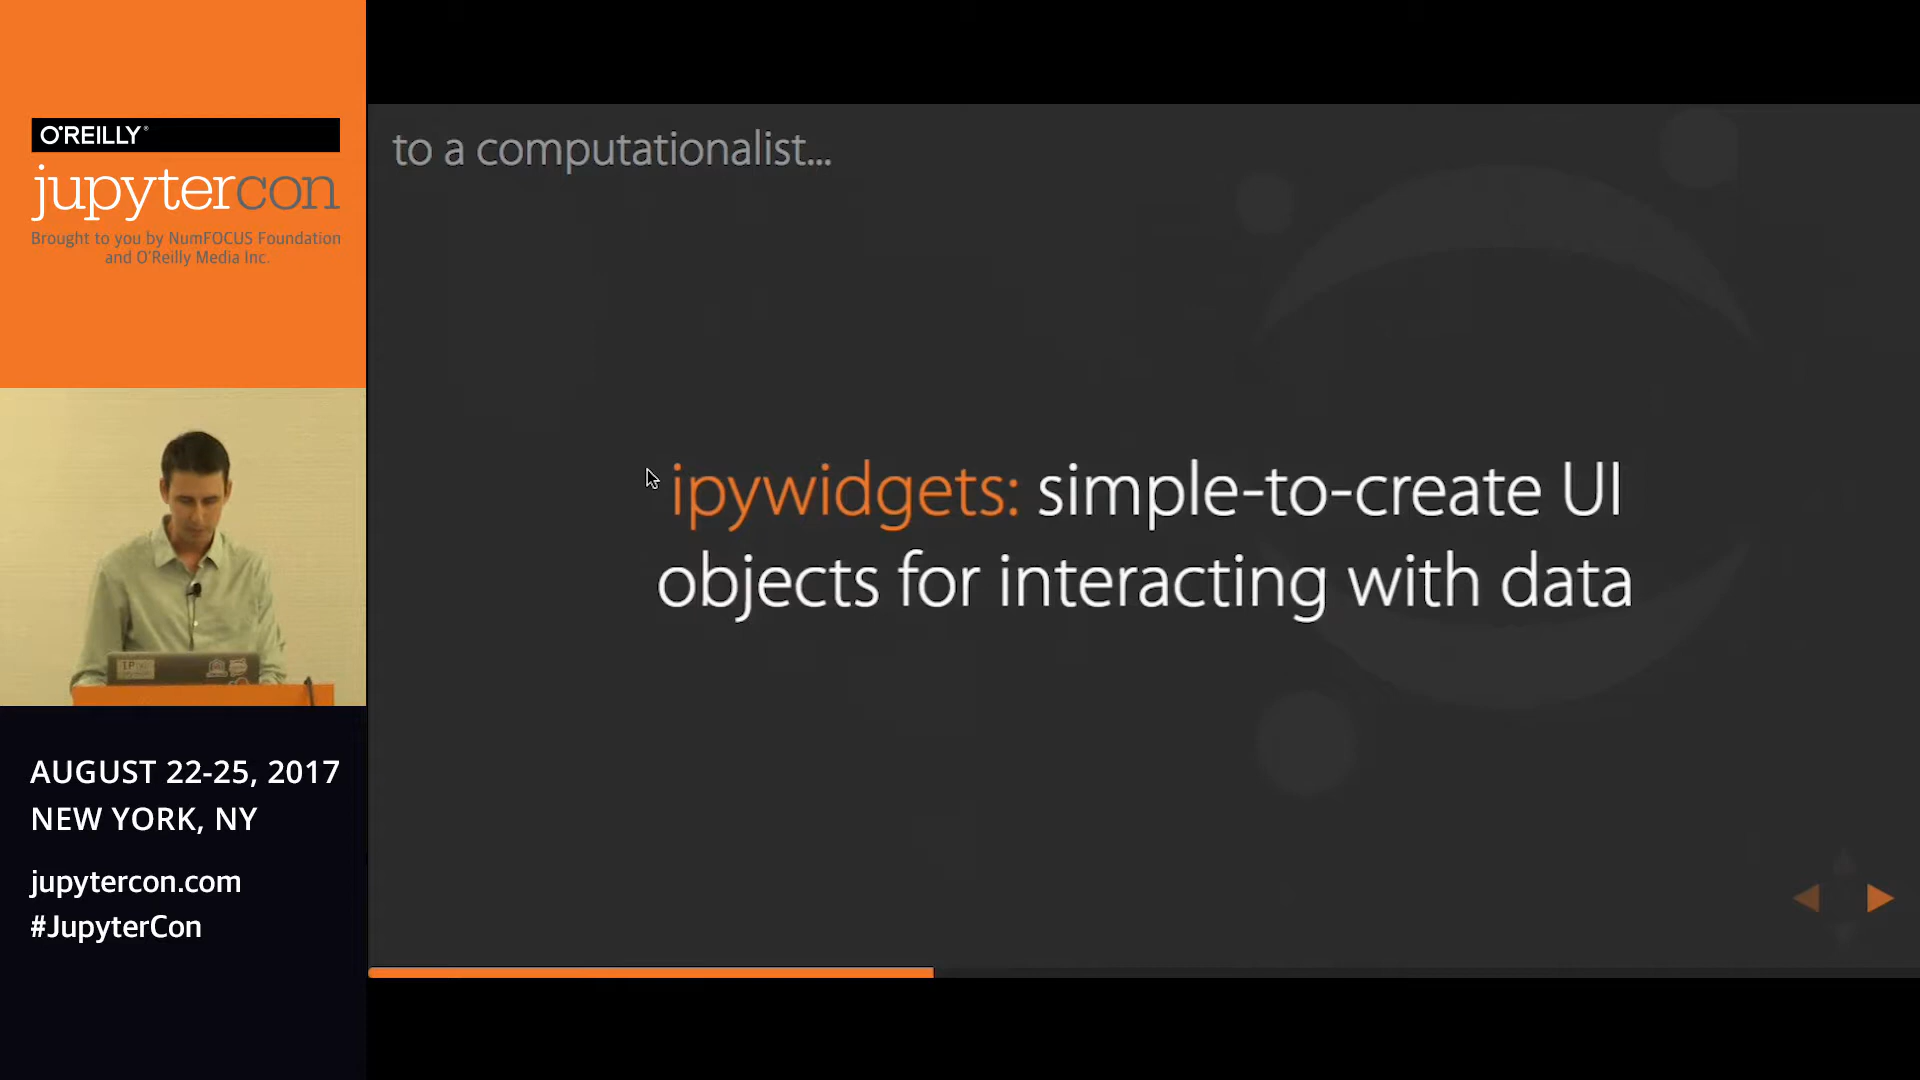 O'REILLY®
jupytercon
Brought to you by NumFOCUS Foundation
and O'Reilly Media Inc.
AUGUST 22-25, 2017
NEW YORK, NY
jupytercon.com
#JupyterCon
to a computationalist...
ipywidgets: simple-to-create UI
objects for interacting with data